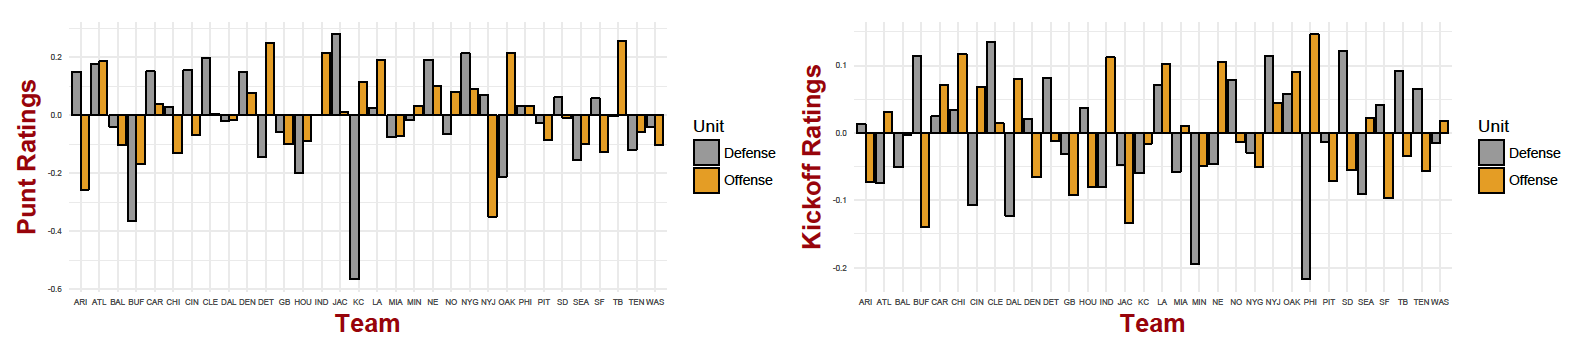 Punt Ratings
0.2
0.0
-0.2
-0.4
-0.6
ARI ATL BAL BUF CAR CHI CIN CLE DAL DEN DET GB HOU IND JAC KC LA MIA MIN NE NO NYG NYJ OAK PHI PIT SD SEA SF TB TEN WAS
Team
Unit
Defense
Offense
Kickoff Ratings
0.1
0.0
-0.1
-0.2
ARI ATL BAL BUF CAR CHI CIN CLE DAL DEN DET GB HOU IND JAC KC LA MIA MIN NE NO NYG NYJ OAK PHI PIT SD SEA SF TB TEN WAS
Team
Unit
Defense
Offense